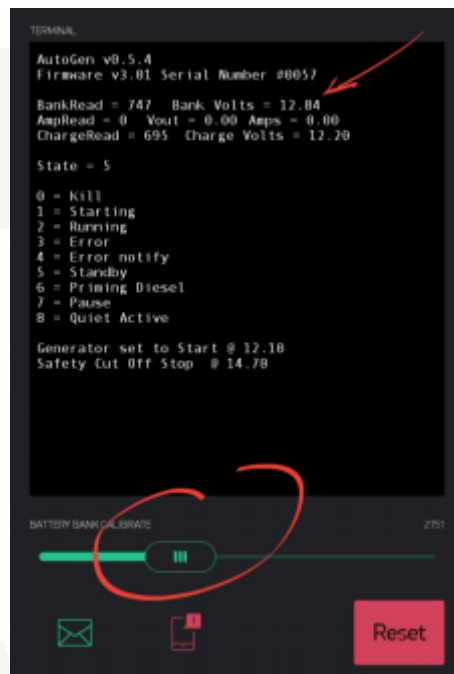 TERMINAL
AutoGen v0.5.4
Firmware v3.01 Serial Number #0057
BankRead = 747 Bank Volts = 12.84
AmpRead = 0 Vout = 0.00 Amps = 0.00
ChargeRead = 695 Charge Volts = 12.20
State = 5
0 = Kill
1 = Starting
2 = Running
3 = Error
4 = Error notify
5 = Standby
6 = Priming Diesel
7 = Pause
8 = Quiet Active
Generator set to Start @ 12.10
Safety Cut Off Stop @ 14.70
BATTERY BANK CALIBRATE 2151
Reset